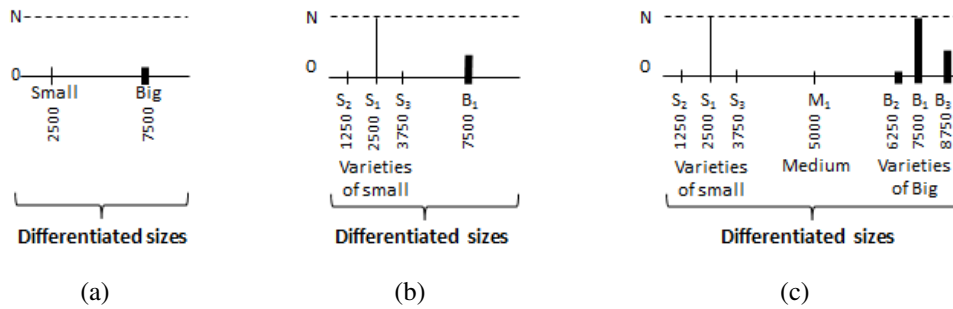 N
0
Small Big
2500 7500
Differentiated sizes
(a)
N
0
S2 S1 S3 B1
1250 2500 3750 7500
Varieties
of small
Differentiated sizes
(b)
N
0
S2 S1 S3 M1 B2 B1 B3
1250 2500 3750 5000 6250 7500 8750
Varieties Medium Varieties
of small of Big
Differentiated sizes
(c)